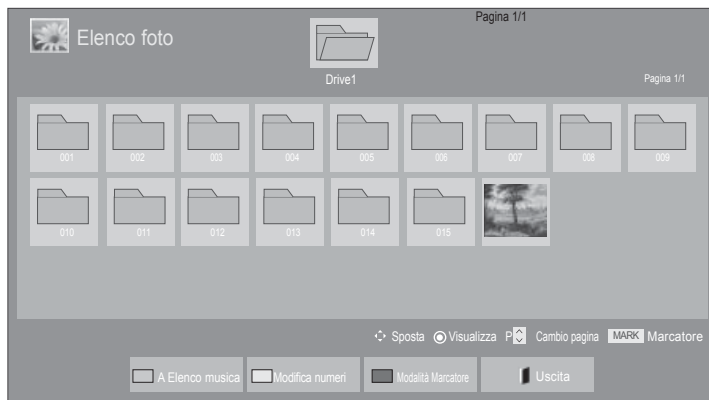 Pagina 1/1
Elenco foto
Drive1
Pagina 1/1
001 002 003 004 005 006 007 008 009
010 011 012 013 014 015
Sposta Visualizza P Cambio pagina MARK Marcatore
A Elenco musica Modifica numeri Modalità Marcatore Uscita